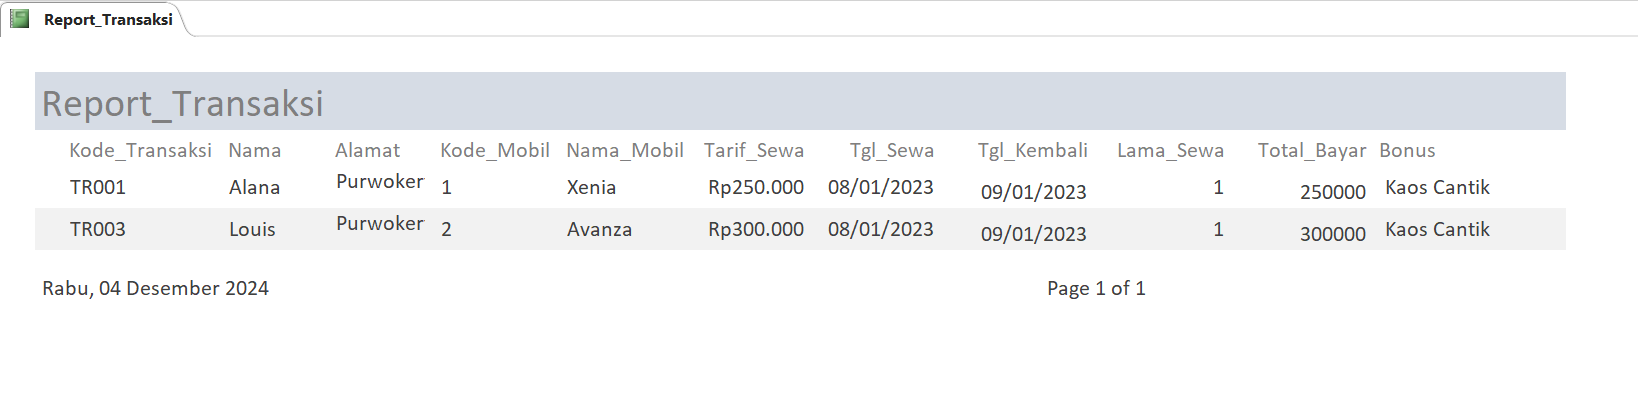 Report_Transaksi
Report_Transaksi
Kode_Transaksi Nama Alamat Kode_Mobil Nama_Mobil Tarif_Sewa Tgl_Sewa Tgl_Kembali Lama_Sewa Total_Bayar Bonus
TR001 Alana Purwoker 1 Xenia Rp250.000 08/01/2023 09/01/2023 1 250000 Kaos Cantik
TR003 Louis Purwoker 2 Avanza Rp300.000 08/01/2023 09/01/2023 1 300000 Kaos Cantik
Rabu, 04 Desember 2024 Page 1 of 1